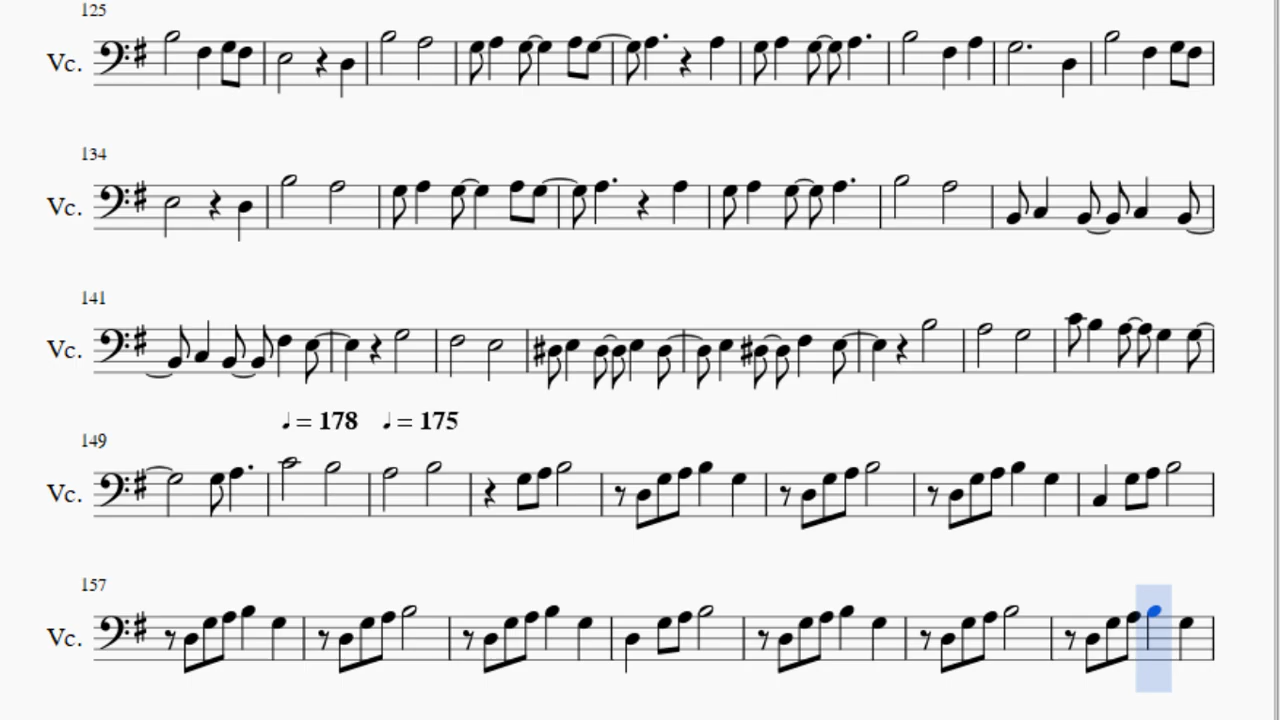 125
Vc.
134
Vc.
141
Vc.
♩ = 178 ♩ = 175
149
Vc.
157
Vc.